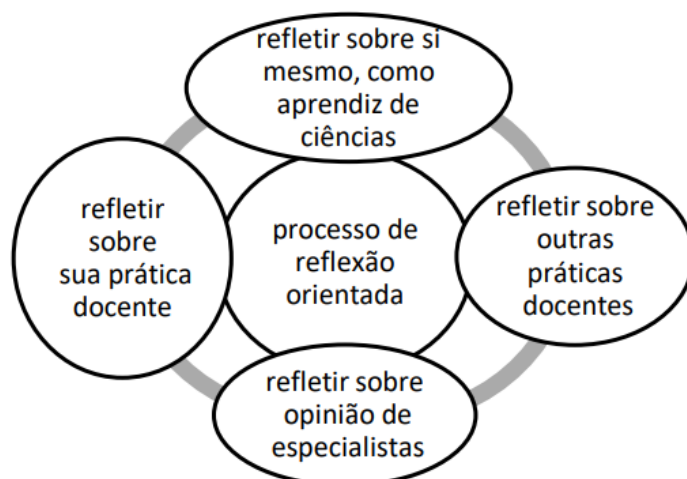 refletir sobre si
mesmo, como
aprendiz de
ciências
refletir
sobre
sua prática
docente
processo de
reflexão
orientada
refletir sobre
outras
práticas
docentes
refletir sobre
opinião de
especialistas